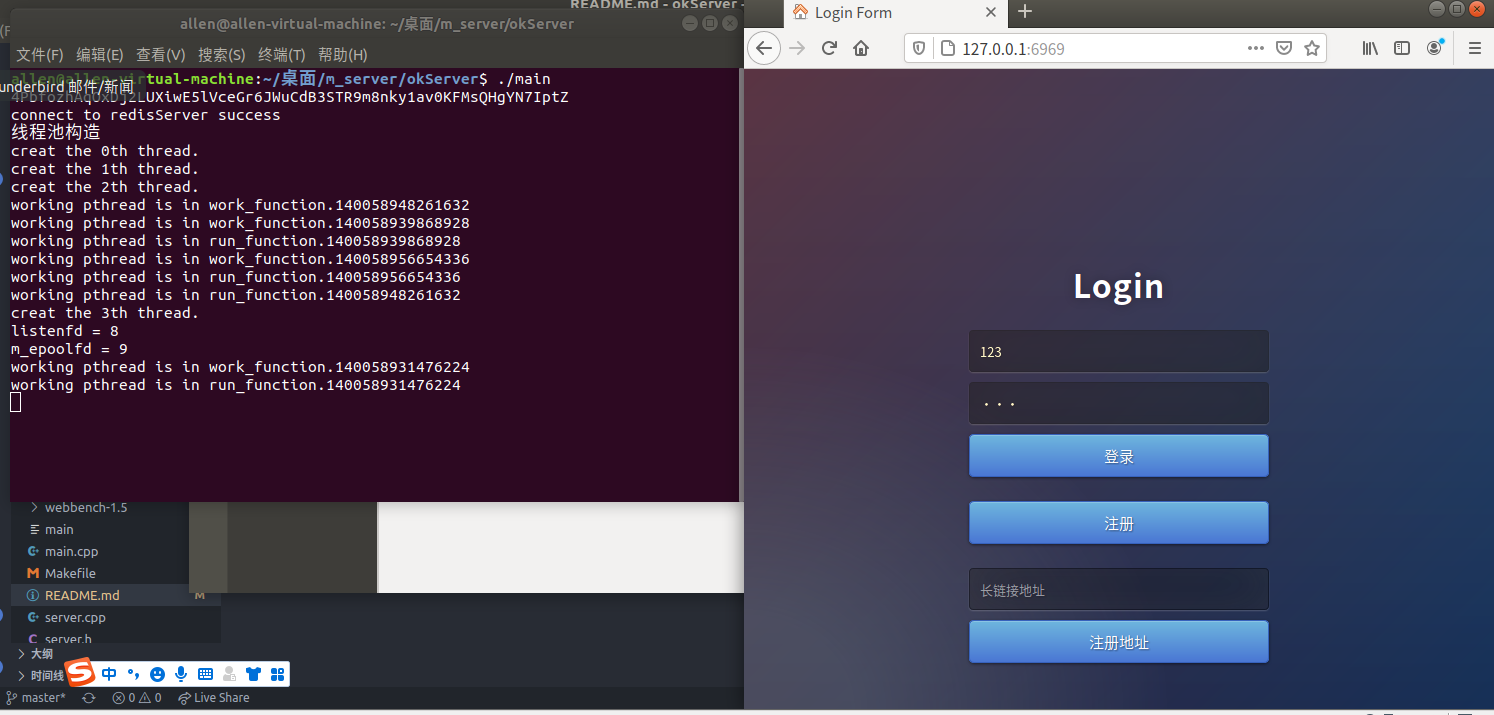 README.md - okServer -
allen@allen-virtual-machine: ~/桌面/m_server/okServer
文件(F) 编辑(E) 查看(V) 搜索(S) 终端(T) 帮助(H)
allen@allen-virtual-machine:~/桌面/m_server/okServer$ ./main
underbird 邮件/新闻
connect to redisServer success
线程池构造
creat the 0th thread.
creat the 1th thread.
creat the 2th thread.
working pthread is in work_function.140058948261632
working pthread is in work_function.140058939868928
working pthread is in run_function.140058939868928
working pthread is in work_function.140058956654336
working pthread is in run_function.140058956654336
working pthread is in run_function.140058948261632
creat the 3th thread.
listenfd = 8
m_epoolfd = 9
working pthread is in work_function.140058931476224
working pthread is in run_function.140058931476224
webbench-1.5
main
main.cpp
Makefile
README.md M
server.cpp
server.h
大纲
时间线
中
master* 0 0 Live Share
Login Form
127.0.0.1:6969
Login
123
登录
注册
长链接地址
注册地址